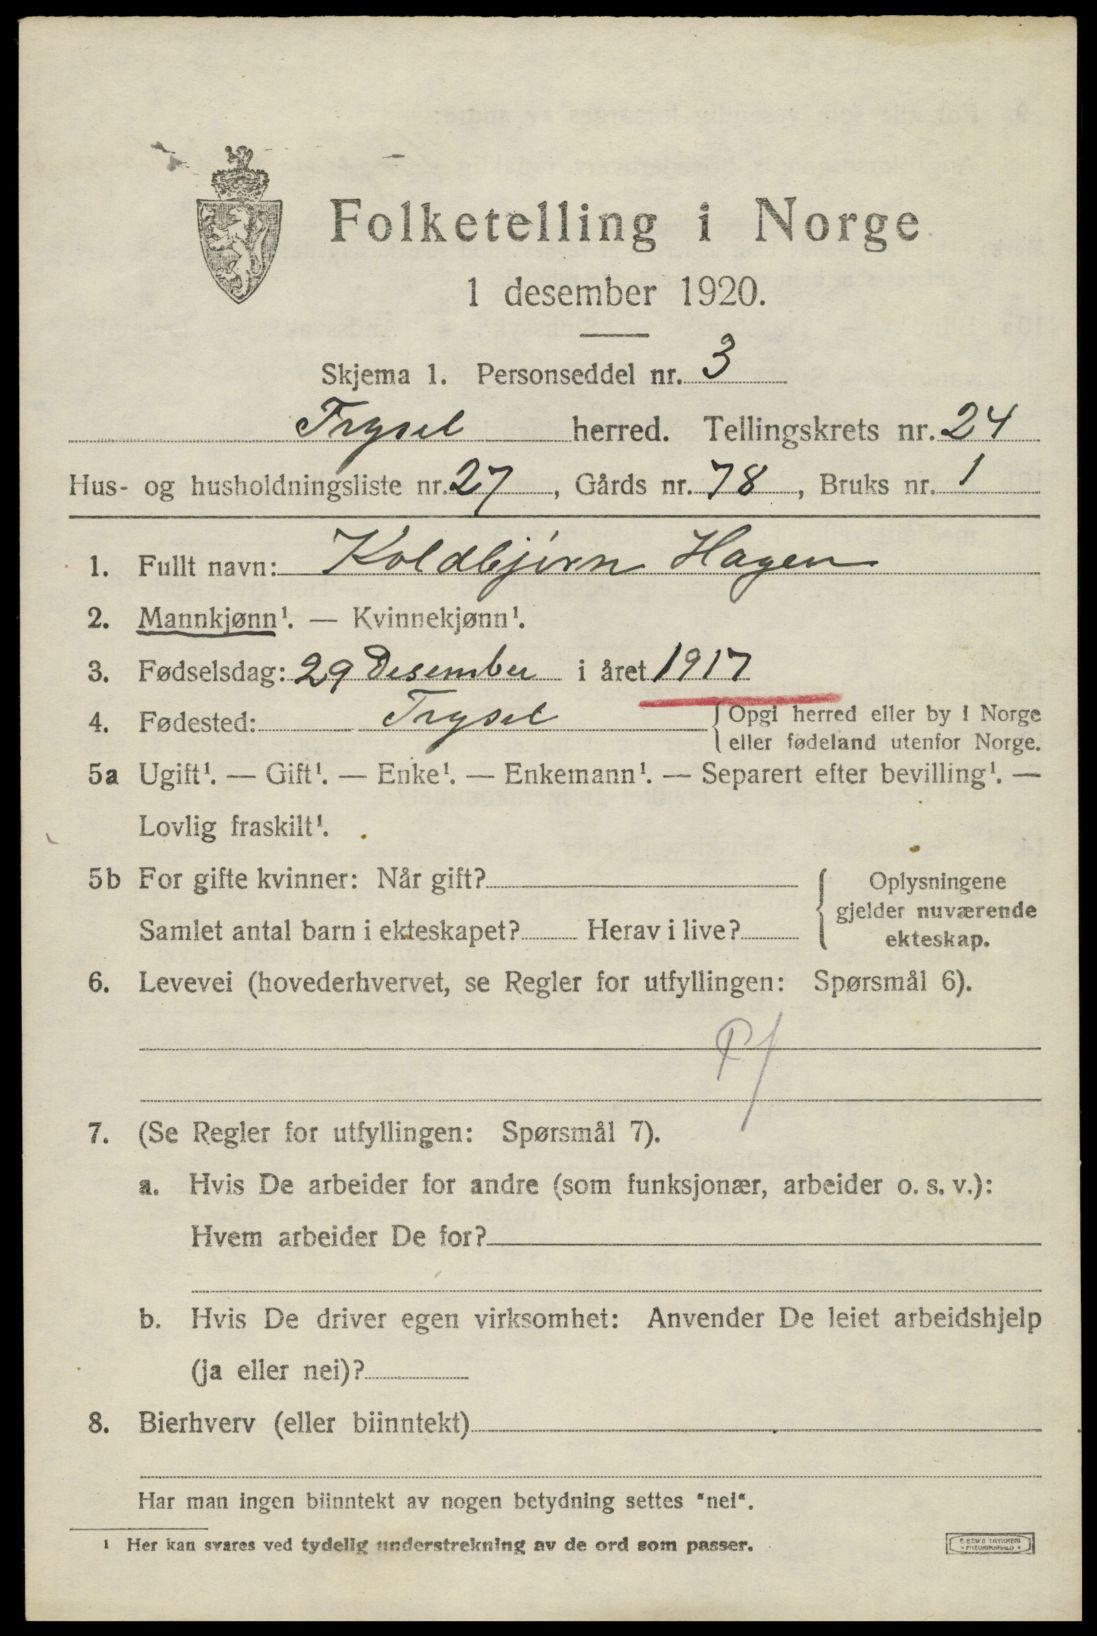 Folketelling i Norge
1 desember 1920.
Skjema 1. Personseddel nr. 3
Trysil herred. Tellingskrets nr. 24
Hus- og husholdningsliste nr. 27, Gårds nr. 78, Bruks nr. 1
1. Fullt navn: Koldbjørn Hagen
2. Mannkjønn¹. — Kvinnekjønn¹.
3. Fødselsdag: 29 Desember i året 1917
4. Fødested: Trysil {Opgi herred eller by i Norge
eller fødeland utenfor Norge.
5a Ugift¹. — Gift¹. — Enke¹. — Enkemann¹. — Separert efter bevilling¹. —
Lovlig fraskilt¹.
5b For gifte kvinner: Når gift?
Samlet antal barn i ekteskapet? Herav i live?
{Oplysningene
gjelder nuværende
ekteskap.
6. Levevei (hovederhvervet, se Regler for utfyllingen: Spørsmål 6).
7. (Se Regler for utfyllingen: Spørsmål 7).
a. Hvis De arbeider for andre (som funksjonær, arbeider o. s. v.):
Hvem arbeider De for?
b. Hvis De driver egen virksomhet: Anvender De leiet arbeidshjelp
(ja eller nei)?
8. Bierhverv (eller biinntekt)
Har man ingen biinntekt av nogen betydning settes "nei".
¹ Her kan svares ved tydelig understrekning av de ord som passer.